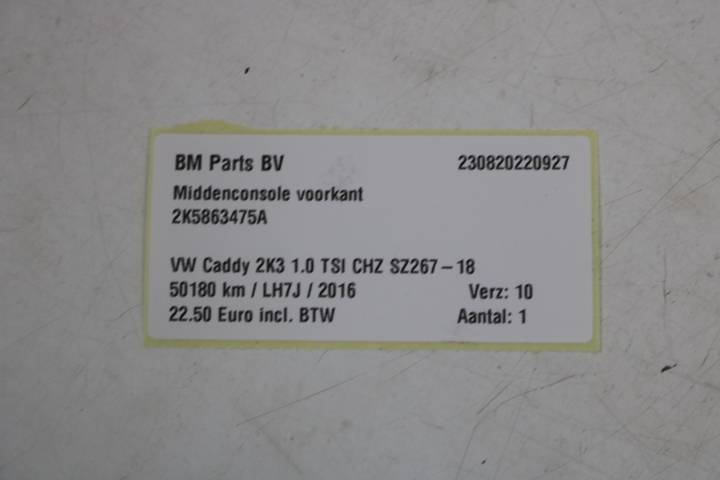 BM Parts BV 230820220927
Middenconsole voorkant
2K5863475A
VW Caddy 2K3 1.0 TSI CHZ SZ267-18
50180 km / LH7J / 2016 Verz: 10
22.50 Euro incl. BTW Aantal: 1